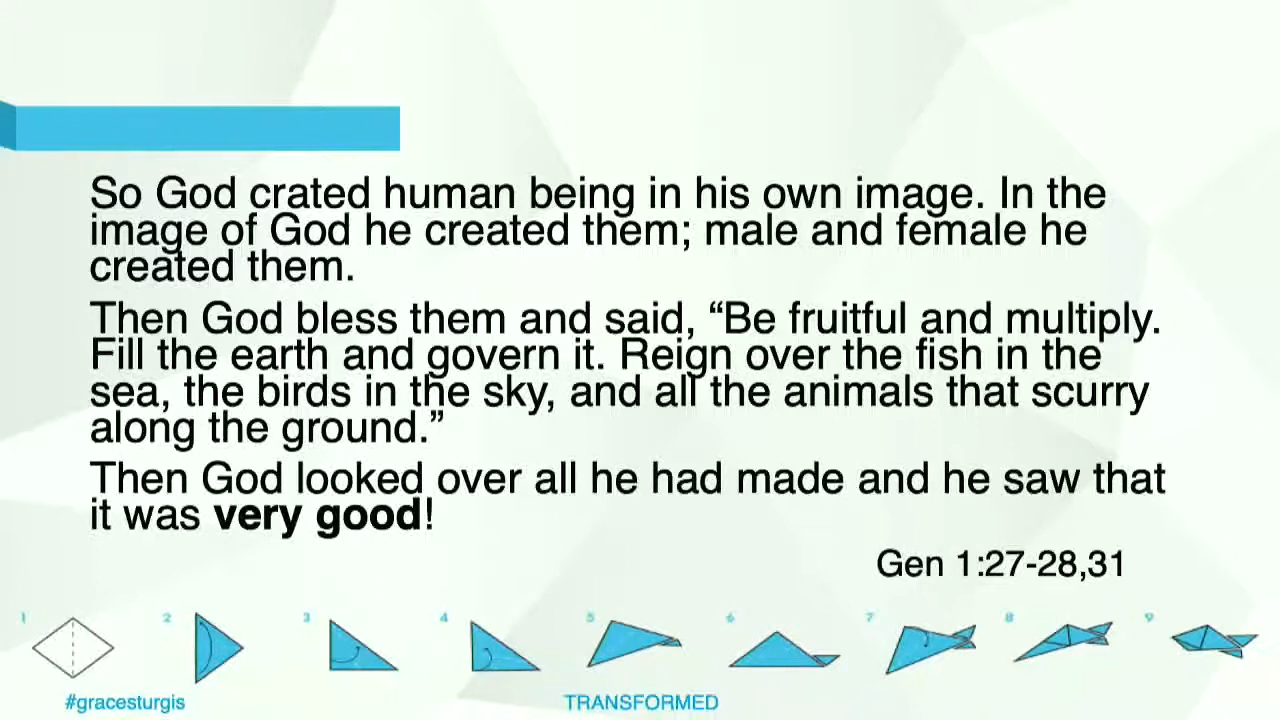 So God crated human being in his own image. In the
image of God he created them; male and female he
created them.
Then God bless them and said, “Be fruitful and multiply.
Fill the earth and govern it. Reign over the fish in the
sea, the birds in the sky, and all the animals that scurry
along the ground.”
Then God looked over all he had made and he saw that
it was very good!
Gen 1:27-28,31
1 2 3 4 5 6 7 8 9
#gracesturgis TRANSFORMED